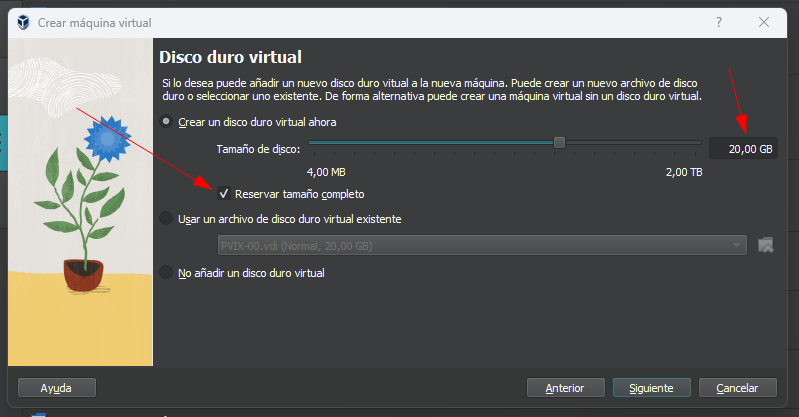 Crear máquina virtual
?
Disco duro virtual
Si lo desea puede añadir un nuevo disco duro vitual a la nueva máquina. Puede crear un nuevo archivo de disco
duro o seleccionar uno existente. De forma alternativa puede crear una máquina virtual sin un disco duro virtual.
Crear un disco duro virtual ahora
Tamaño de disco:
20,00 GB
4,00 MB
2,00 TB
Reservar tamaño completo
Usar un archivo de disco duro virtual existente
PVIX-00.vdi (Normal, 20,00 GB)
No añadir un disco duro virtual
Ayuda
Anterior
Siguiente
Cancelar